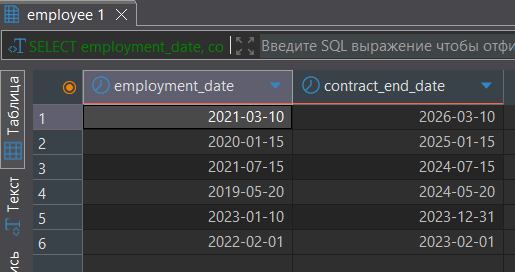 employee 1
SELECT employment_date, co
Введите SQL выражение чтобы отфи
employment_date contract_end_date
1 2021-03-10 2026-03-10
2 2020-01-15 2025-01-15
3 2021-07-15 2024-07-15
4 2019-05-20 2024-05-20
5 2023-01-10 2023-12-31
6 2022-02-01 2023-02-01
Таблица
Текст
ись